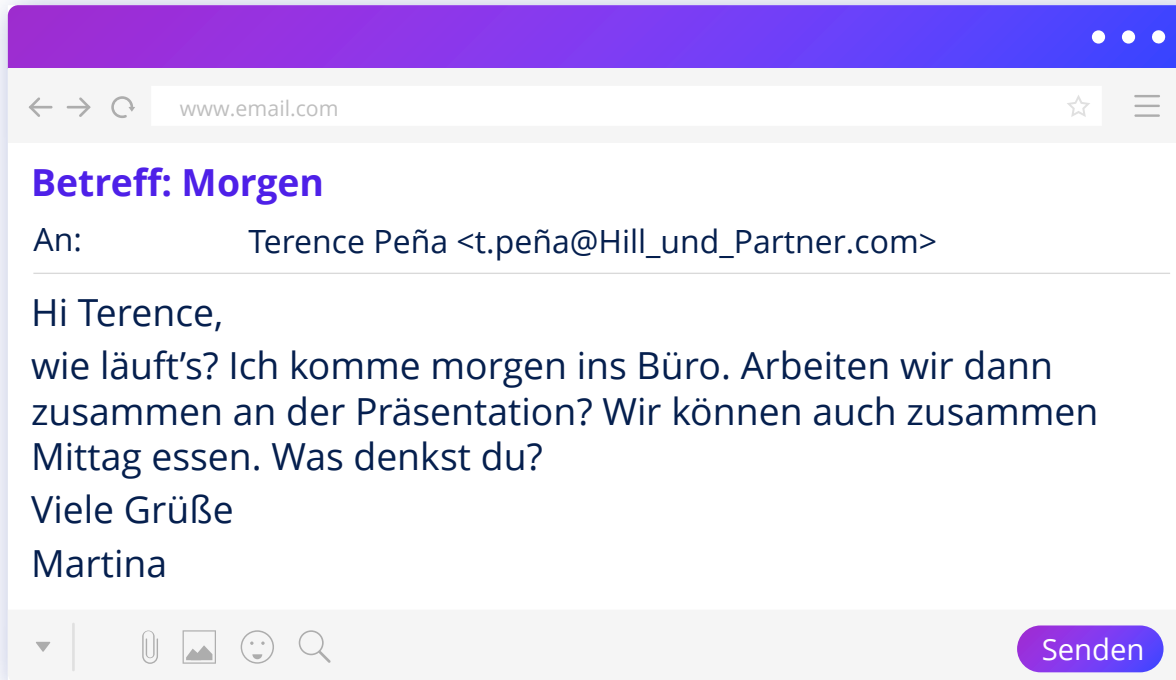 www.email.com
Betreff: Morgen
An: Terence Peña <t.peña@Hill_und_Partner.com>
Hi Terence,
wie läuft’s? Ich komme morgen ins Büro. Arbeiten wir dann
zusammen an der Präsentation? Wir können auch zusammen
Mittag essen. Was denkst du?
Viele Grüße
Martina
Senden